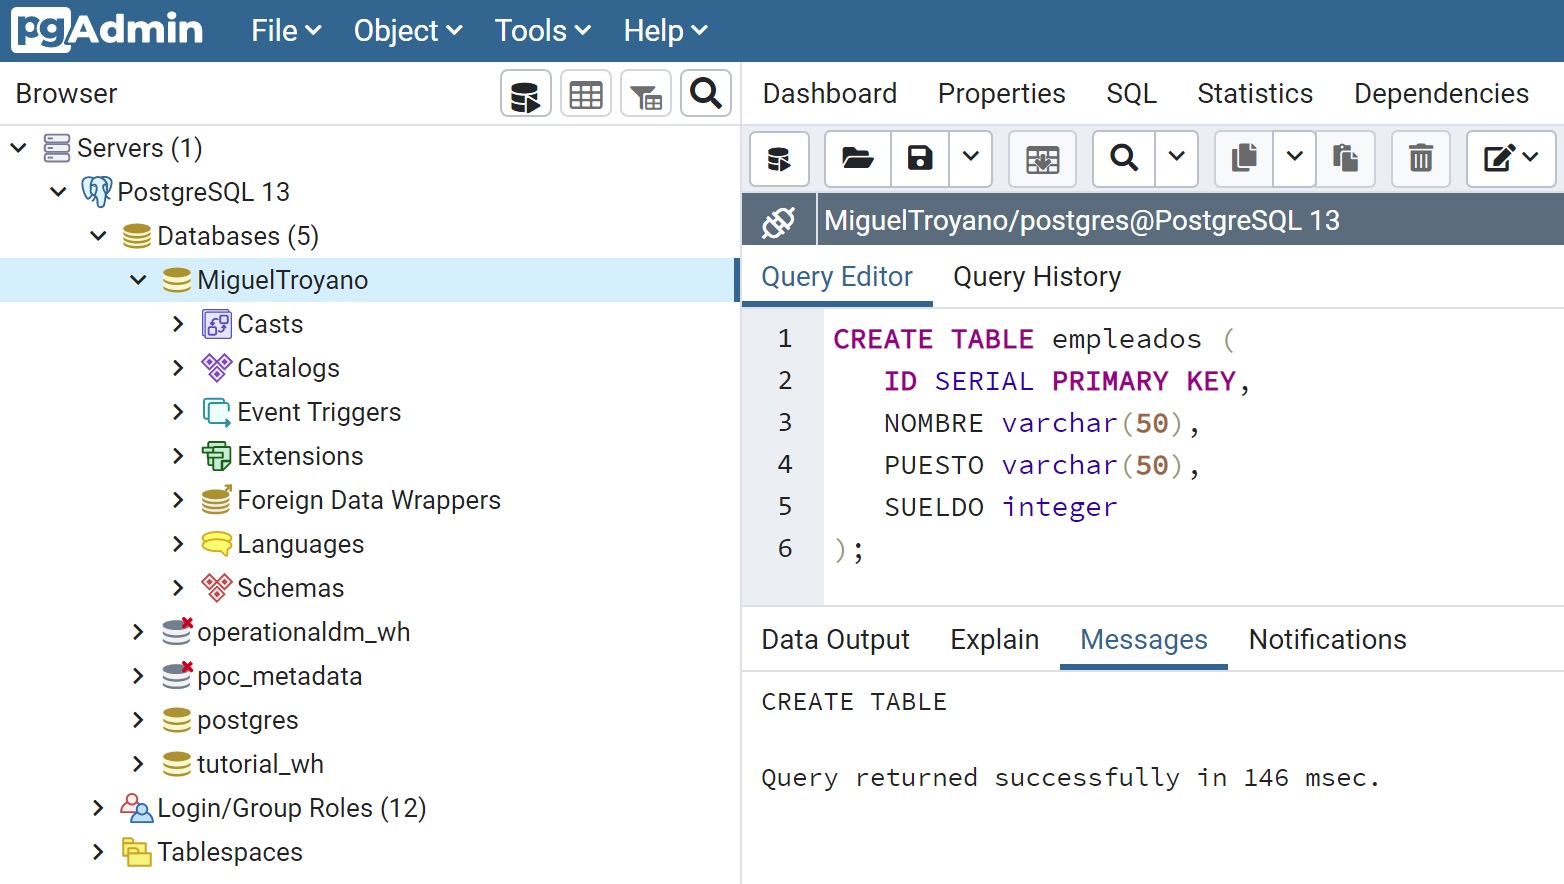 pgAdmin File Object Tools Help
Browser
Servers (1)
PostgreSQL 13
Databases (5)
MiguelTroyano
Casts
Catalogs
Event Triggers
Extensions
Foreign Data Wrappers
Languages
Schemas
operationaldm_wh
poc_metadata
postgres
tutorial_wh
Login/Group Roles (12)
Tablespaces
Dashboard Properties SQL Statistics Dependencies
MiguelTroyano/postgres@PostgreSQL 13
Query Editor Query History
1 CREATE TABLE empleados (
2 ID SERIAL PRIMARY KEY,
3 NOMBRE varchar(50),
4 PUESTO varchar(50),
5 SUELDO integer
6 );
Data Output Explain Messages Notifications
CREATE TABLE
Query returned successfully in 146 msec.